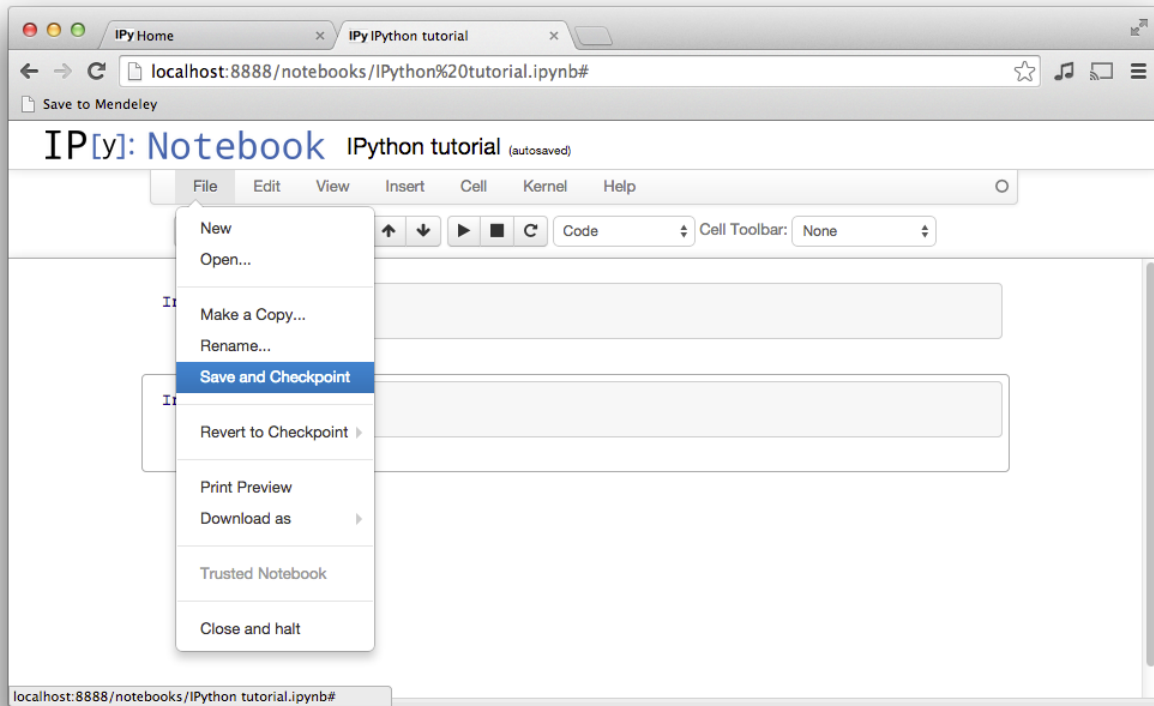 IPy Home
IPy IPython tutorial
localhost:8888/notebooks/IPython%20tutorial.ipynb#
Save to Mendeley
IP[y]: Notebook IPython tutorial (autosaved)
File Edit View Insert Cell Kernel Help
Code Cell Toolbar: None
New
Open...
Make a Copy...
Rename...
Save and Checkpoint
Revert to Checkpoint
Print Preview
Download as
Trusted Notebook
Close and halt
localhost:8888/notebooks/IPython tutorial.ipynb#